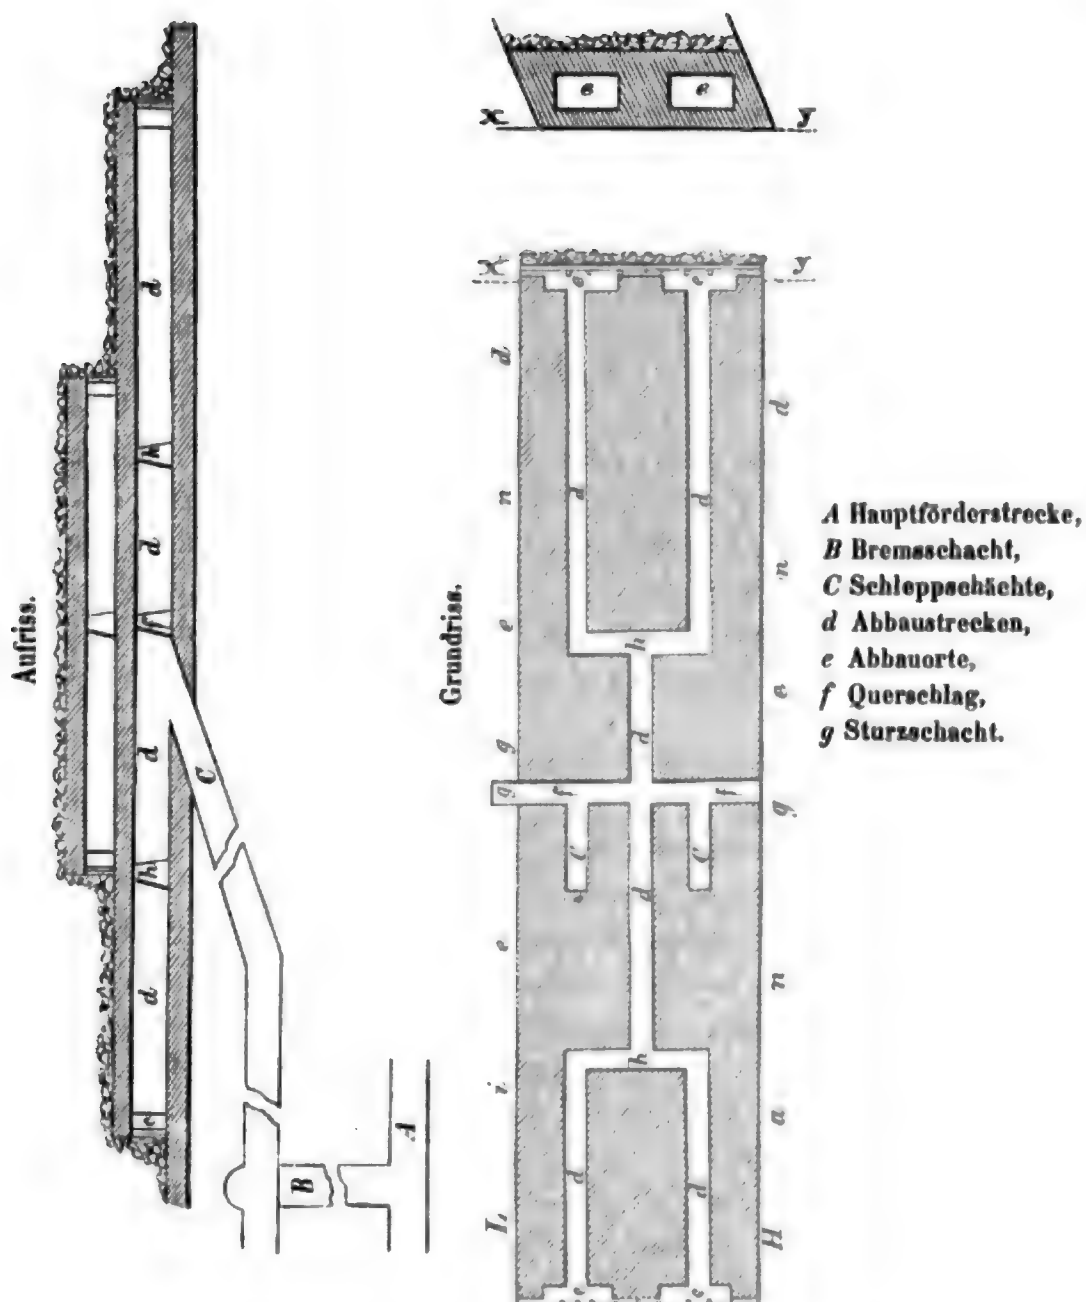 Aufriss.
d
k
d
f
C
d
h
d
e
B
A
e e
x y
Grundriss.
x y
e e
d d
h
d
g f f
C C
d
h
d d
e e
L i e g e n d
H a n g e n d
A Hauptförderstrecke,
B Bremsschacht,
C Schleppschächte,
d Abbaustrecken,
e Abbauorte,
f Querschlag,
g Sturzschacht.